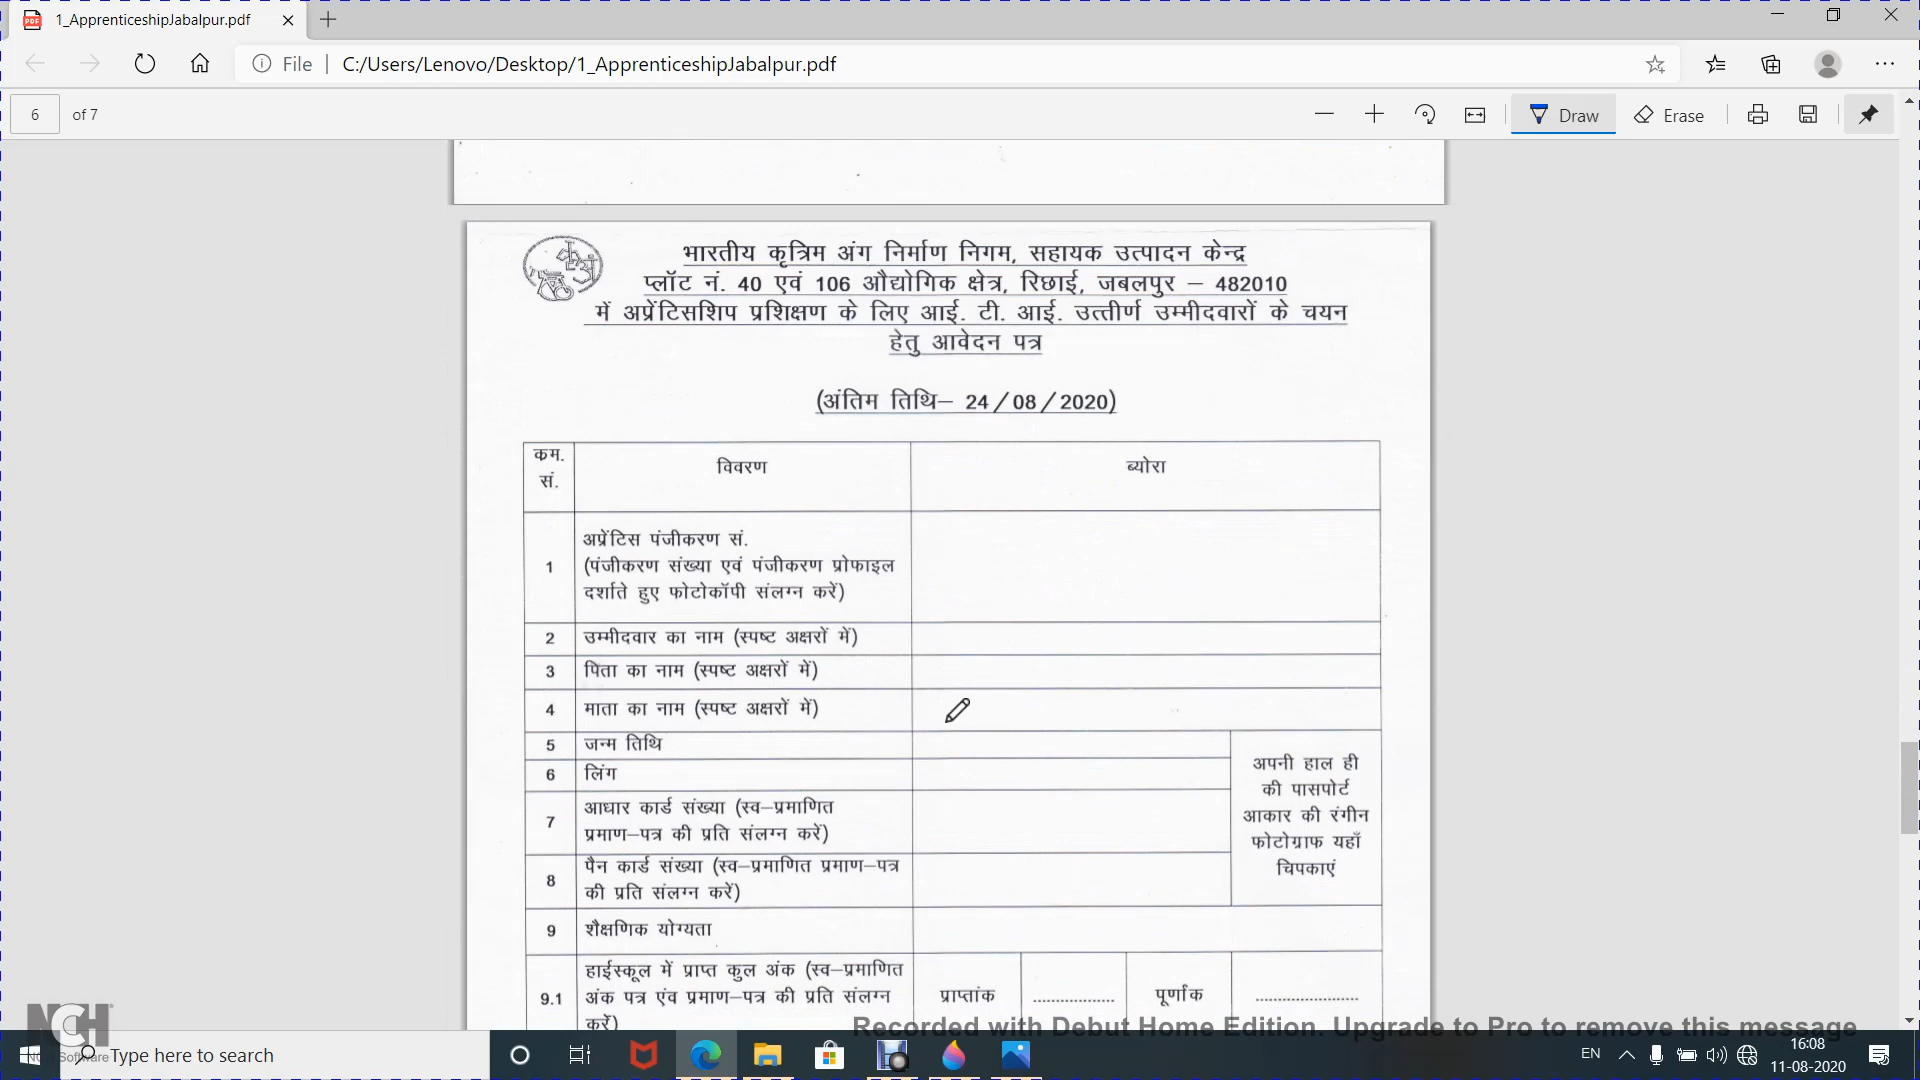 1_ApprenticeshipJabalpur.pdf
File
C:/Users/Lenovo/Desktop/1_ApprenticeshipJabalpur.pdf
6 of 7
Draw
Erase
भारतीय कृत्रिम अंग निर्माण निगम, सहायक उत्पादन केन्द्र
प्लॉट नं. 40 एवं 106 औद्योगिक क्षेत्र, रिछाई, जबलपुर – 482010
में अप्रेंटिसशिप प्रशिक्षण के लिए आई. टी. आई. उत्तीर्ण उम्मीदवारों के चयन
हेतु आवेदन पत्र
(अंतिम तिथि– 24/08/2020)
कम. सं.
विवरण
ब्योरा
1
अप्रेंटिस पंजीकरण सं.
(पंजीकरण संख्या एवं पंजीकरण प्रोफाइल
दर्शाते हुए फोटोकॉपी संलग्न करें)
2 उम्मीदवार का नाम (स्पष्ट अक्षरों में)
3 पिता का नाम (स्पष्ट अक्षरों में)
4 माता का नाम (स्पष्ट अक्षरों में)
5 जन्म तिथि
6 लिंग
7
आधार कार्ड संख्या (स्व–प्रमाणित
प्रमाण–पत्र की प्रति संलग्न करें)
8
पैन कार्ड संख्या (स्व–प्रमाणित प्रमाण–पत्र
की प्रति संलग्न करें)
अपनी हाल ही
की पासपोर्ट
आकार की रंगीन
फोटोग्राफ यहाँ
चिपकाएं
9 शैक्षणिक योग्यता
9.1
हाईस्कूल में प्राप्त कुल अंक (स्व–प्रमाणित
अंक पत्र एंव प्रमाण–पत्र की प्रति संलग्न
करें)
प्राप्तांक ................... पूर्णांक ........................
NCH
Recorded with Debut Home Edition. Upgrade to Pro to remove this message
Type here to search
EN
16:08
11-08-2020